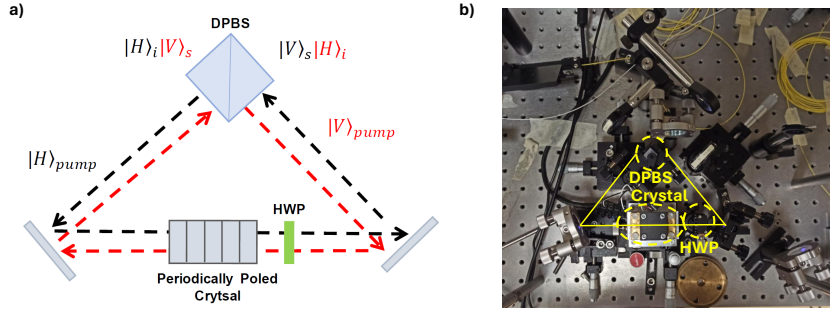 a)
DPBS
|H⟩ᵢ|V⟩ₛ
|V⟩ₛ|H⟩ᵢ
|V⟩pump
|H⟩pump
HWP
Periodically Poled
Crytsal
b)
DPBS
Crystal
HWP